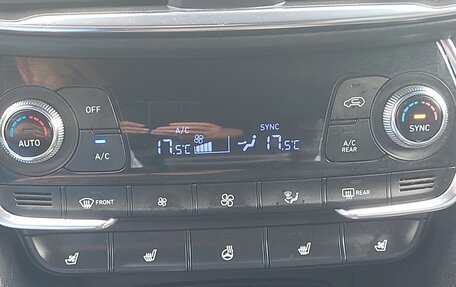 OFF
A/C
SYNC
17.5°C
17.5°C
AUTO
A/C
A/C
REAR
SYNC
FRONT
REAR